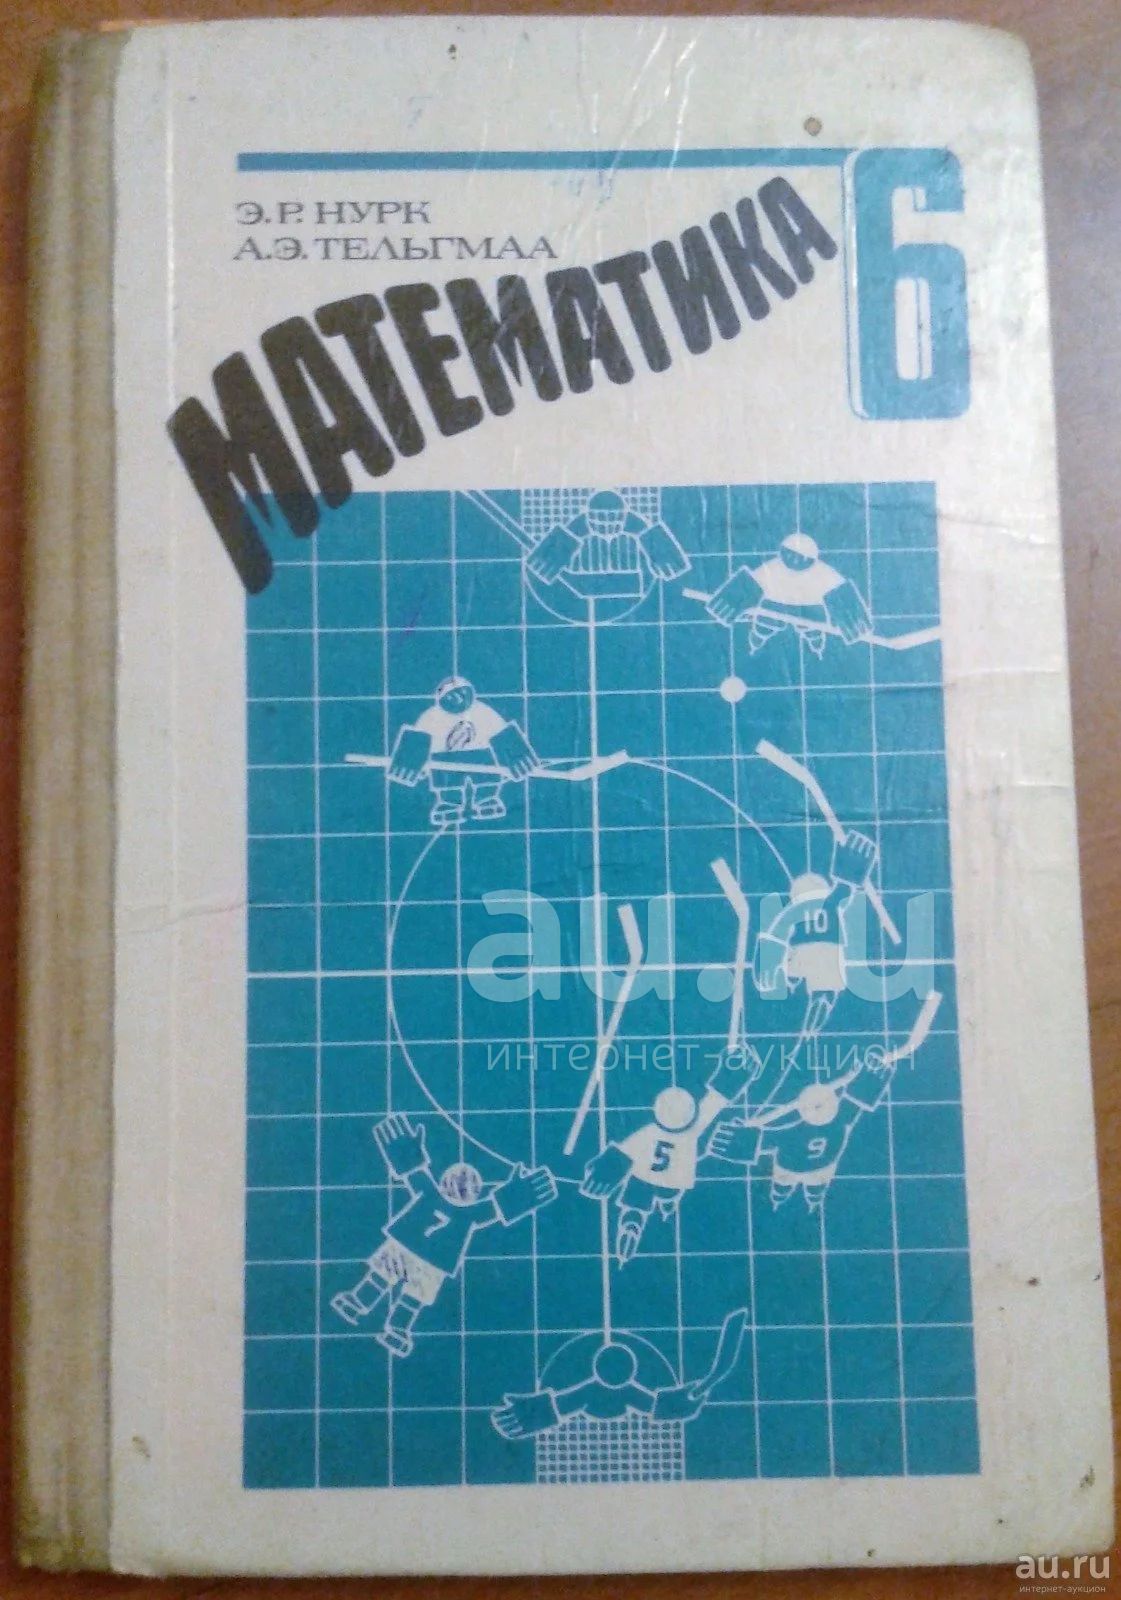 Э. Р. НУРК
А.Э. ТЕЛЬГМАА
МАТЕМАТИКА
6
10
au.ru
интернет-аукцион
5
9
7
au.ru
интернет-аукцион